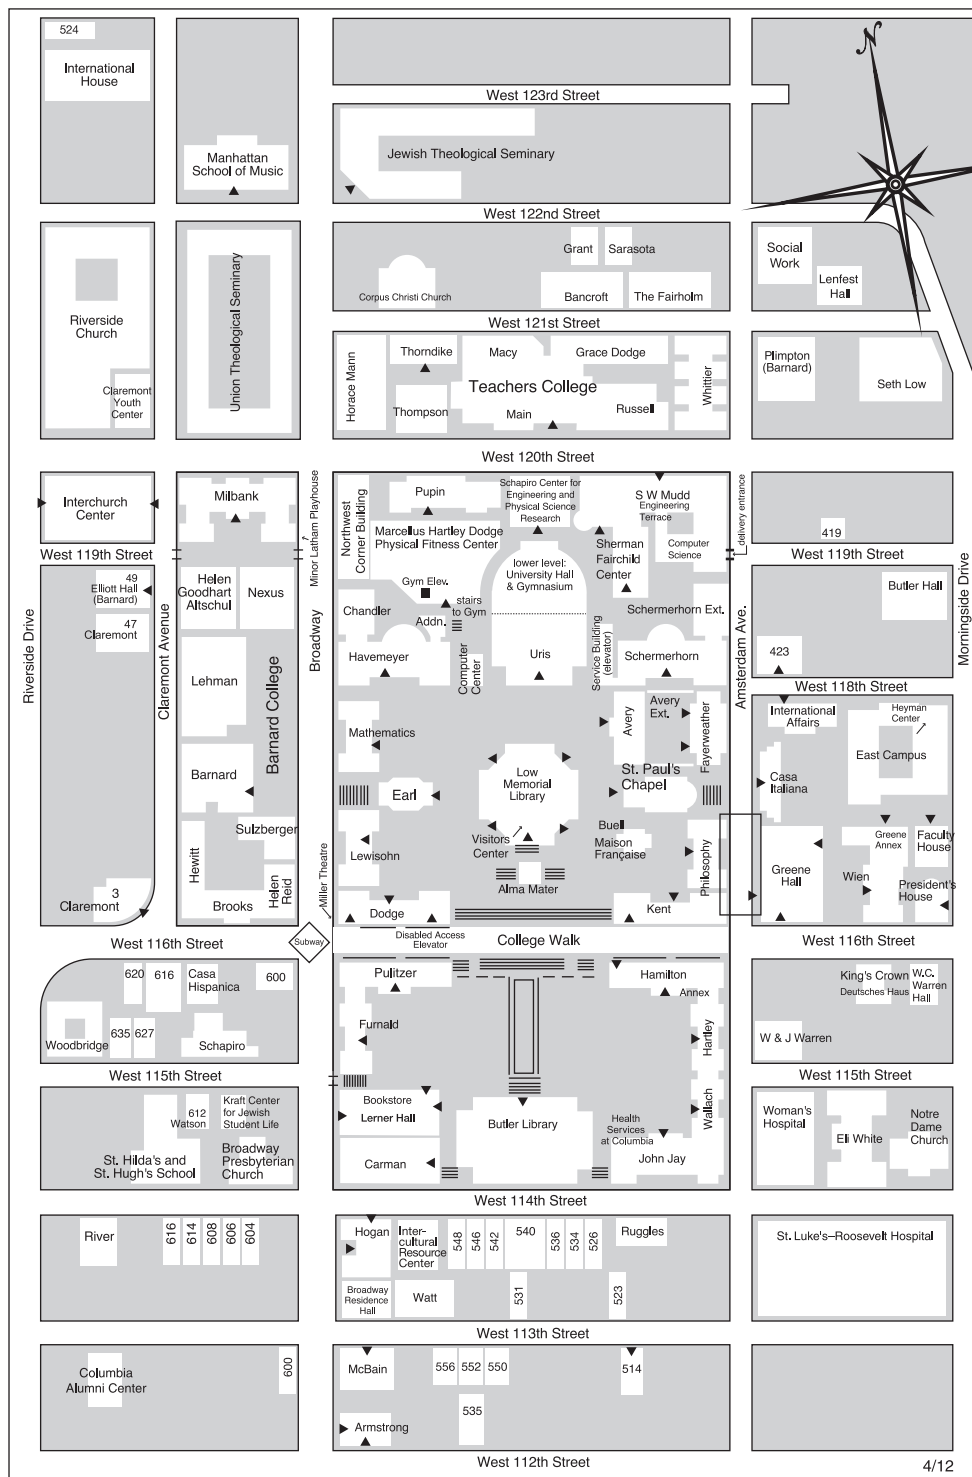 524
International
House
Manhattan
School of Music
West 123rd Street
Jewish Theological Seminary
N
West 122nd Street
Riverside
Church
Claremont
Youth
Center
Union Theological Seminary
Corpus Christi Church
Grant
Sarasota
Bancroft
The Fairholm
Social
Work
Lenfest
Hall
West 121st Street
Horace Mann
Thorndike
Macy
Grace Dodge
Teachers College
Thompson
Main
Russell
Whittier
Plimpton
(Barnard)
Seth Low
West 120th Street
Interchurch
Center
Milbank
Minor Latham Playhouse
Northwest
Corner Building
Pupin
Schapiro Center for
Engineering and
Physical Science
Research
S W Mudd
Engineering
Terrace
delivery entrance
Marcellus Hartley Dodge
Physical Fitness Center
Computer
Science
Sherman
Fairchild
Center
419
West 119th Street
West 119th Street
49
Elliott Hall
(Barnard)
47
Claremont
Helen
Goodhart
Altschul
Nexus
lower level:
University Hall
& Gymnasium
Gym Elev.
stairs
to Gym
Chandler
Addn.
Schermerhorn Ext.
Butler Hall
Riverside Drive
Claremont Avenue
Broadway
Amsterdam Ave.
Morningside Drive
Lehman
Havemeyer
Computer
Center
Uris
Service Building
(elevator)
Schermerhorn
423
West 118th Street
Barnard College
Mathematics
Avery
Avery
Ext.
Fayerweather
International
Affairs
Heyman
Center
East Campus
Barnard
Earl
Low
Memorial
Library
St. Paul's
Chapel
Casa
Italiana
Hewitt
Sulzberger
Lewisohn
Visitors
Center
Buell
Maison
Française
Philosophy
Greene
Hall
Greene
Annex
Faculty
House
Wien
President's
House
3
Claremont
Brooks
Helen
Reid
Miller Theatre
Alma Mater
Dodge
Kent
Disabled Access
Elevator
West 116th Street
Subway
College Walk
West 116th Street
620
616
Casa
Hispanica
600
Pulitzer
Hamilton
Annex
King's Crown
Deutsches Haus
W.C.
Warren
Hall
Woodbridge
635
627
Schapiro
Furnald
Hartley
W & J Warren
West 115th Street
West 115th Street
612
Watson
Kraft Center
for Jewish
Student Life
St. Hilda's and
St. Hugh's School
Broadway
Presbyterian
Church
Bookstore
Lerner Hall
Carman
Butler Library
Health
Services
at Columbia
John Jay
Wallach
Woman's
Hospital
Eli White
Notre
Dame
Church
West 114th Street
River
616
614
608
606
604
Hogan
Inter-
cultural
Resource
Center
548
546
542
540
536
534
526
Ruggles
St. Luke's–Roosevelt Hospital
Broadway
Residence
Hall
Watt
531
523
West 113th Street
Columbia
Alumni Center
600
McBain
556
552
550
514
535
Armstrong
West 112th Street
4/12